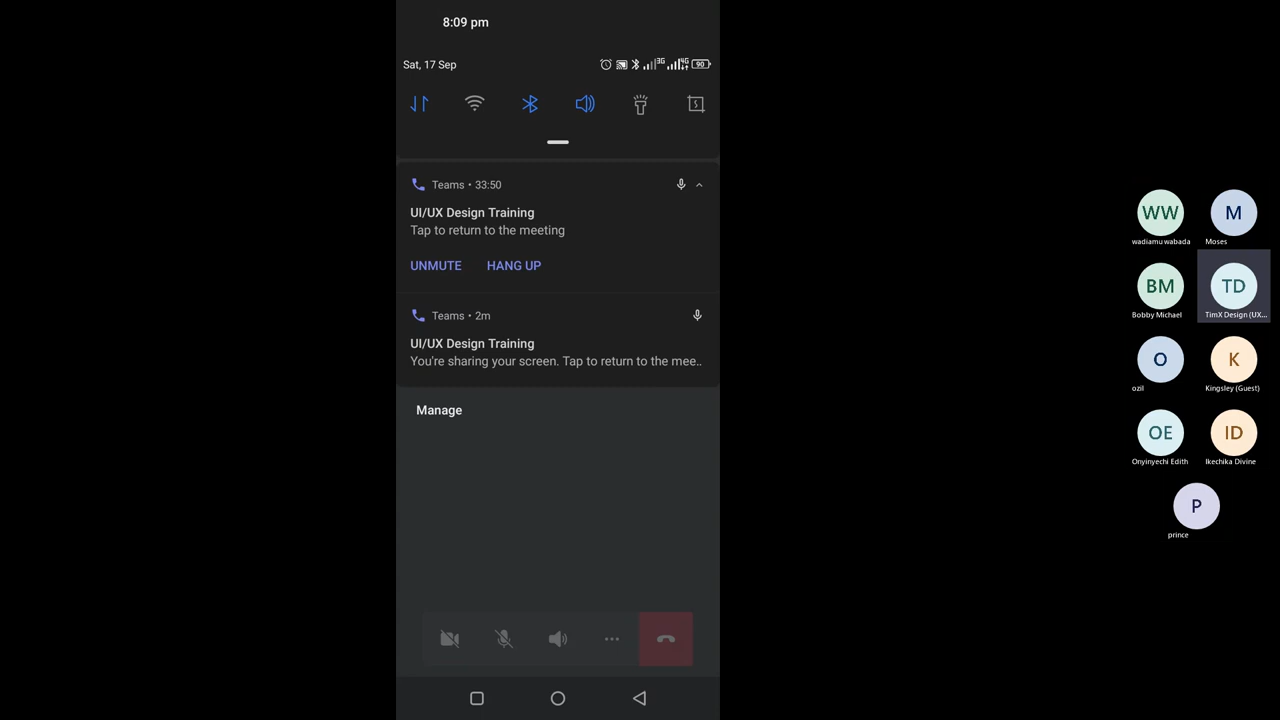 8:09 pm
Sat, 17 Sep
3G
4G
90
Teams • 33:50
UI/UX Design Training
Tap to return to the meeting
UNMUTE HANG UP
Teams • 2m
UI/UX Design Training
You're sharing your screen. Tap to return to the mee..
Manage
WW
wadiamu wabada
M
Moses
BM
Bobby Michael
TD
TimX Design (UX...
O
ozil
K
Kingsley (Guest)
OE
Onyinyechi Edith
ID
Ikechika Divine
P
prince